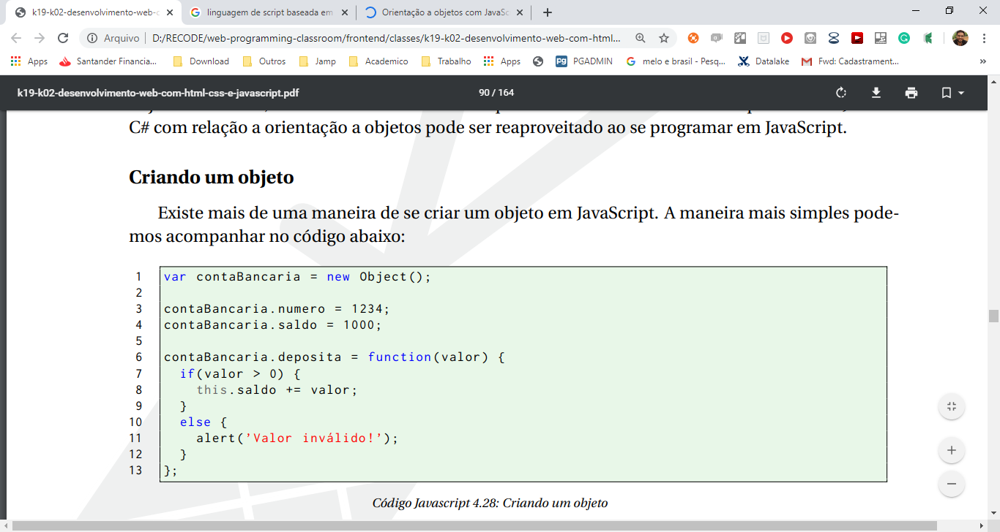 k19-k02-desenvolvimento-web-c
linguagem de script baseada em
Orientação a objetos com JavaSc
Arquivo
D:/RECODE/web-programming-classroom/frontend/classes/k19-k02-desenvolvimento-web-com-html...
Apps
Santander Financia...
Download
Outros
Jamp
Academico
Trabalho
Apps
PGADMIN
melo e brasil - Pesq...
Datalake
Fwd: Cadastrament...
»
k19-k02-desenvolvimento-web-com-html-css-e-javascript.pdf
90 / 164
C# com relação a orientação a objetos pode ser reaproveitado ao se programar em JavaScript.
Criando um objeto
Existe mais de uma maneira de se criar um objeto em JavaScript. A maneira mais simples pode-
mos acompanhar no código abaixo:
1 var contaBancaria = new Object();
2
3 contaBancaria.numero = 1234;
4 contaBancaria.saldo = 1000;
5
6 contaBancaria.deposita = function(valor) {
7 if(valor > 0) {
8 this.saldo += valor;
9 }
10 else {
11 alert('Valor inválido!');
12 }
13 };
Código Javascript 4.28: Criando um objeto